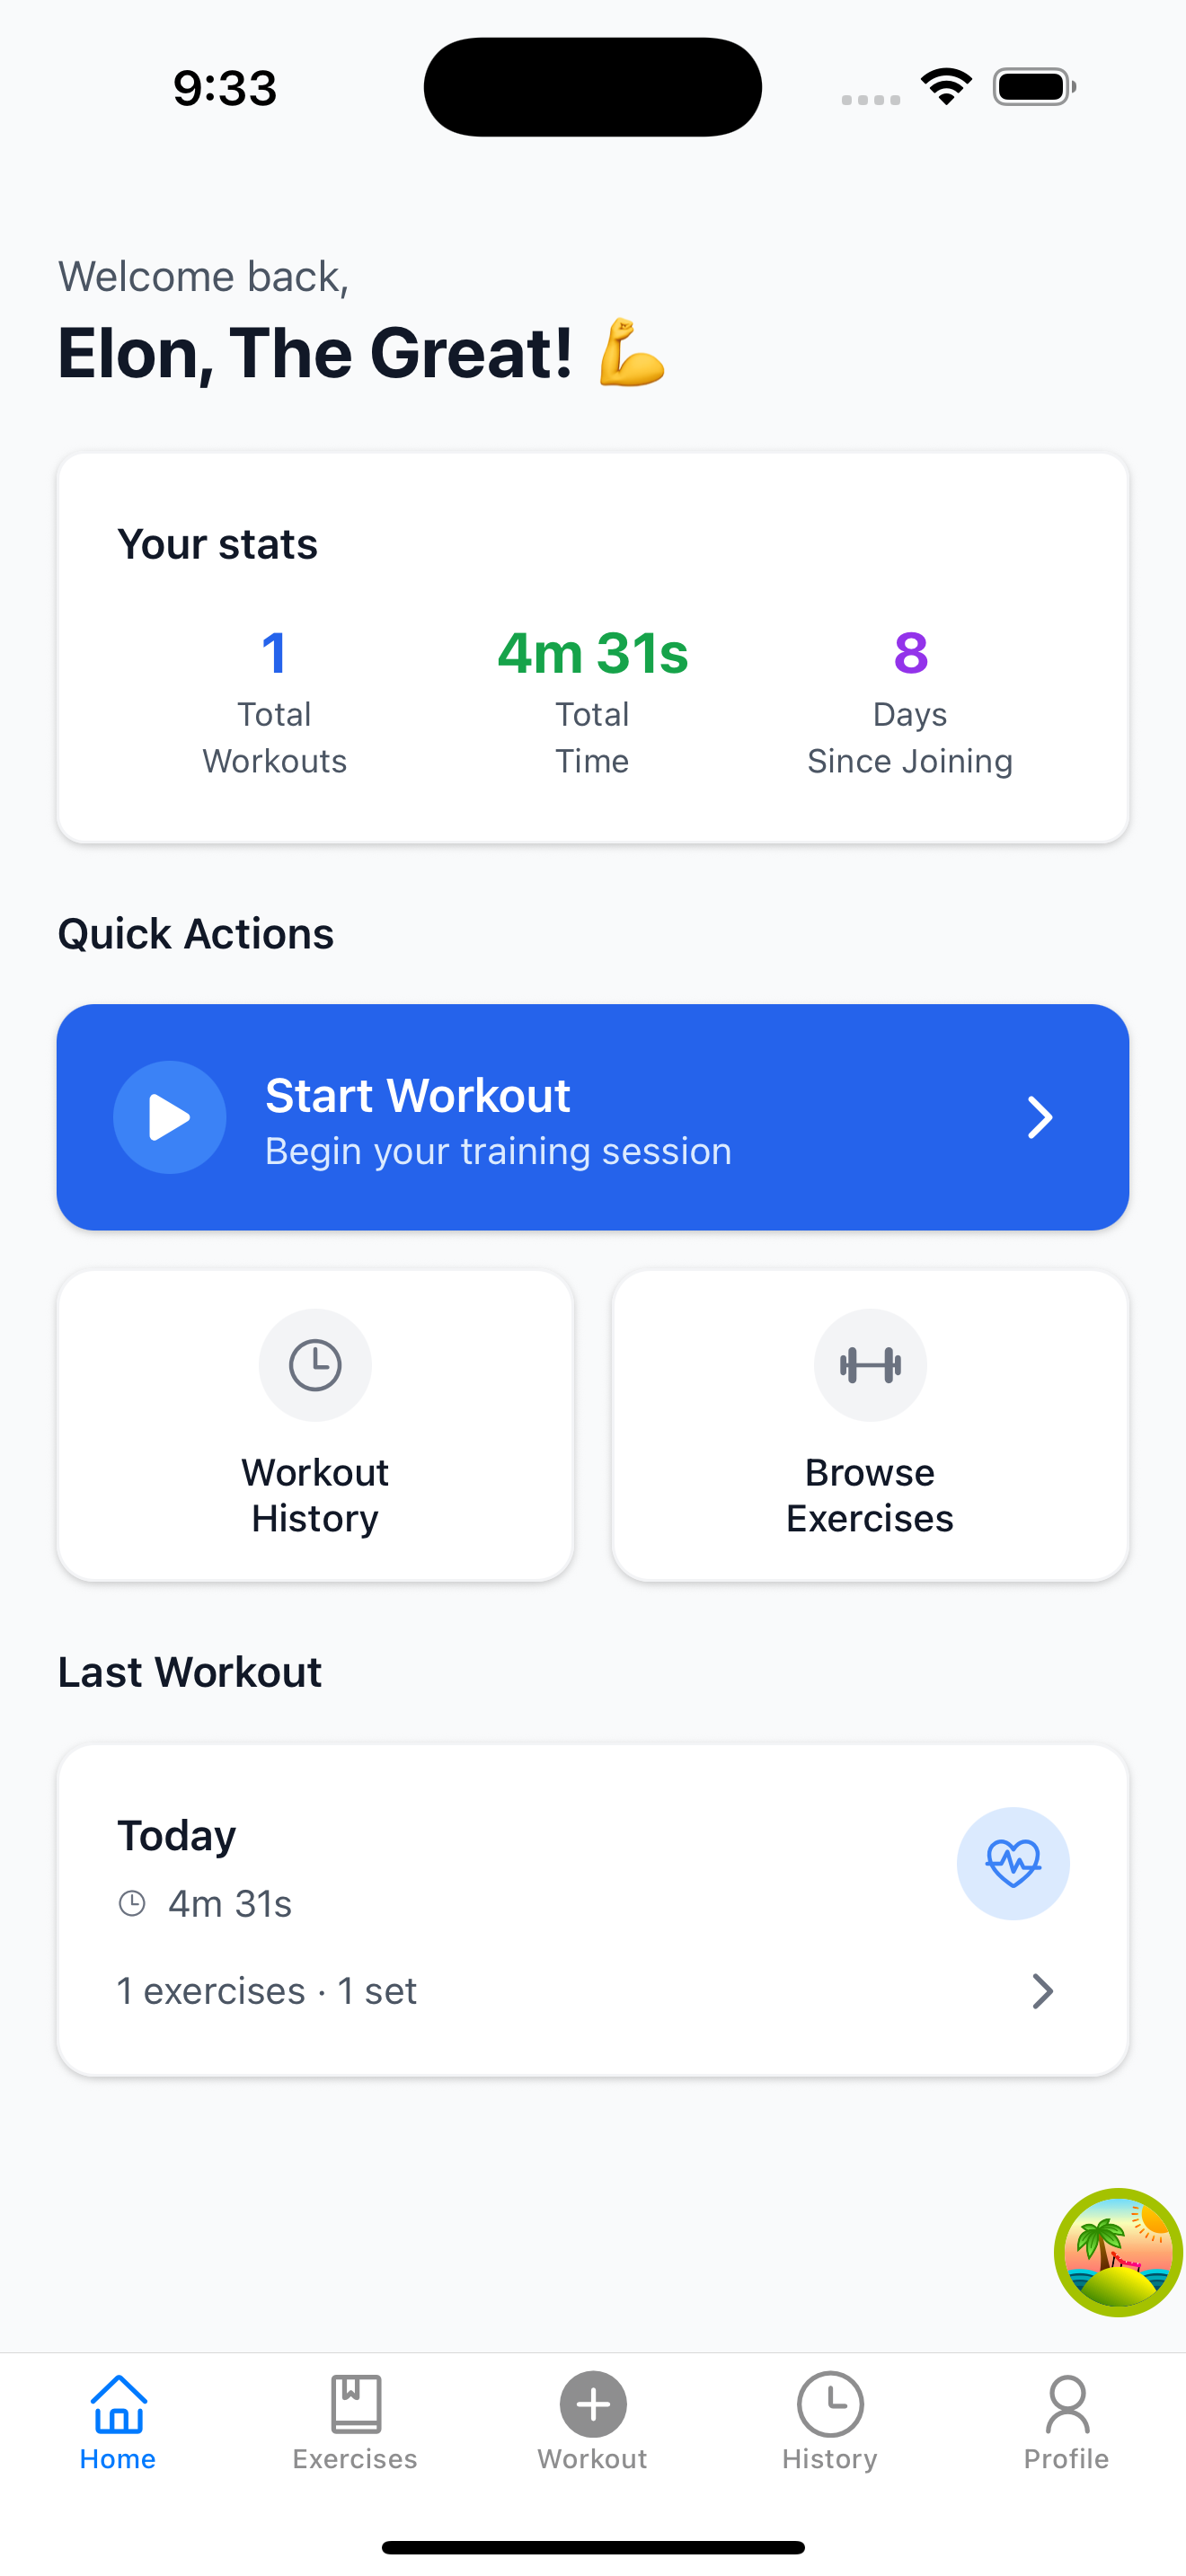 9:33
Welcome back,
Elon, The Great! 💪
Your stats
1
Total
Workouts
4m 31s
Total
Time
8
Days
Since Joining
Quick Actions
Start Workout
Begin your training session
Workout
History
Browse
Exercises
Last Workout
Today
4m 31s
1 exercises · 1 set
Home
Exercises
Workout
History
Profile